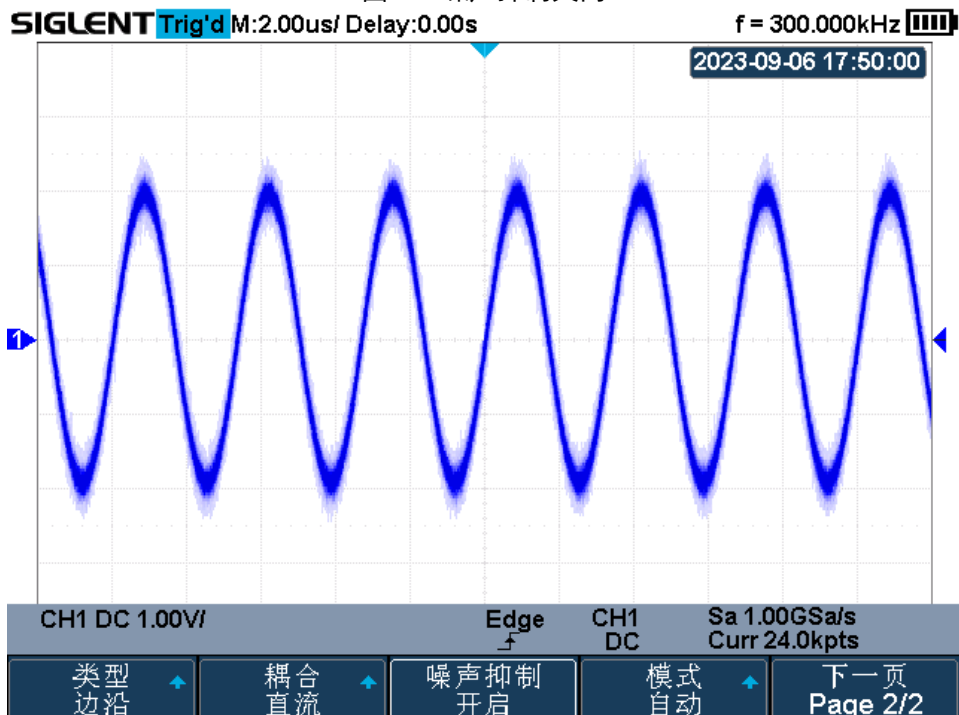 SIGLENT Trig'd M:2.00us/ Delay:0.00s f = 300.000kHz
2023-09-06 17:50:00
1
CH1 DC 1.00V/ Edge CH1 Sa 1.00GSa/s
DC Curr 24.0kpts
类型 耦合 噪声抑制 模式 下一页
边沿 直流 开启 自动 Page 2/2